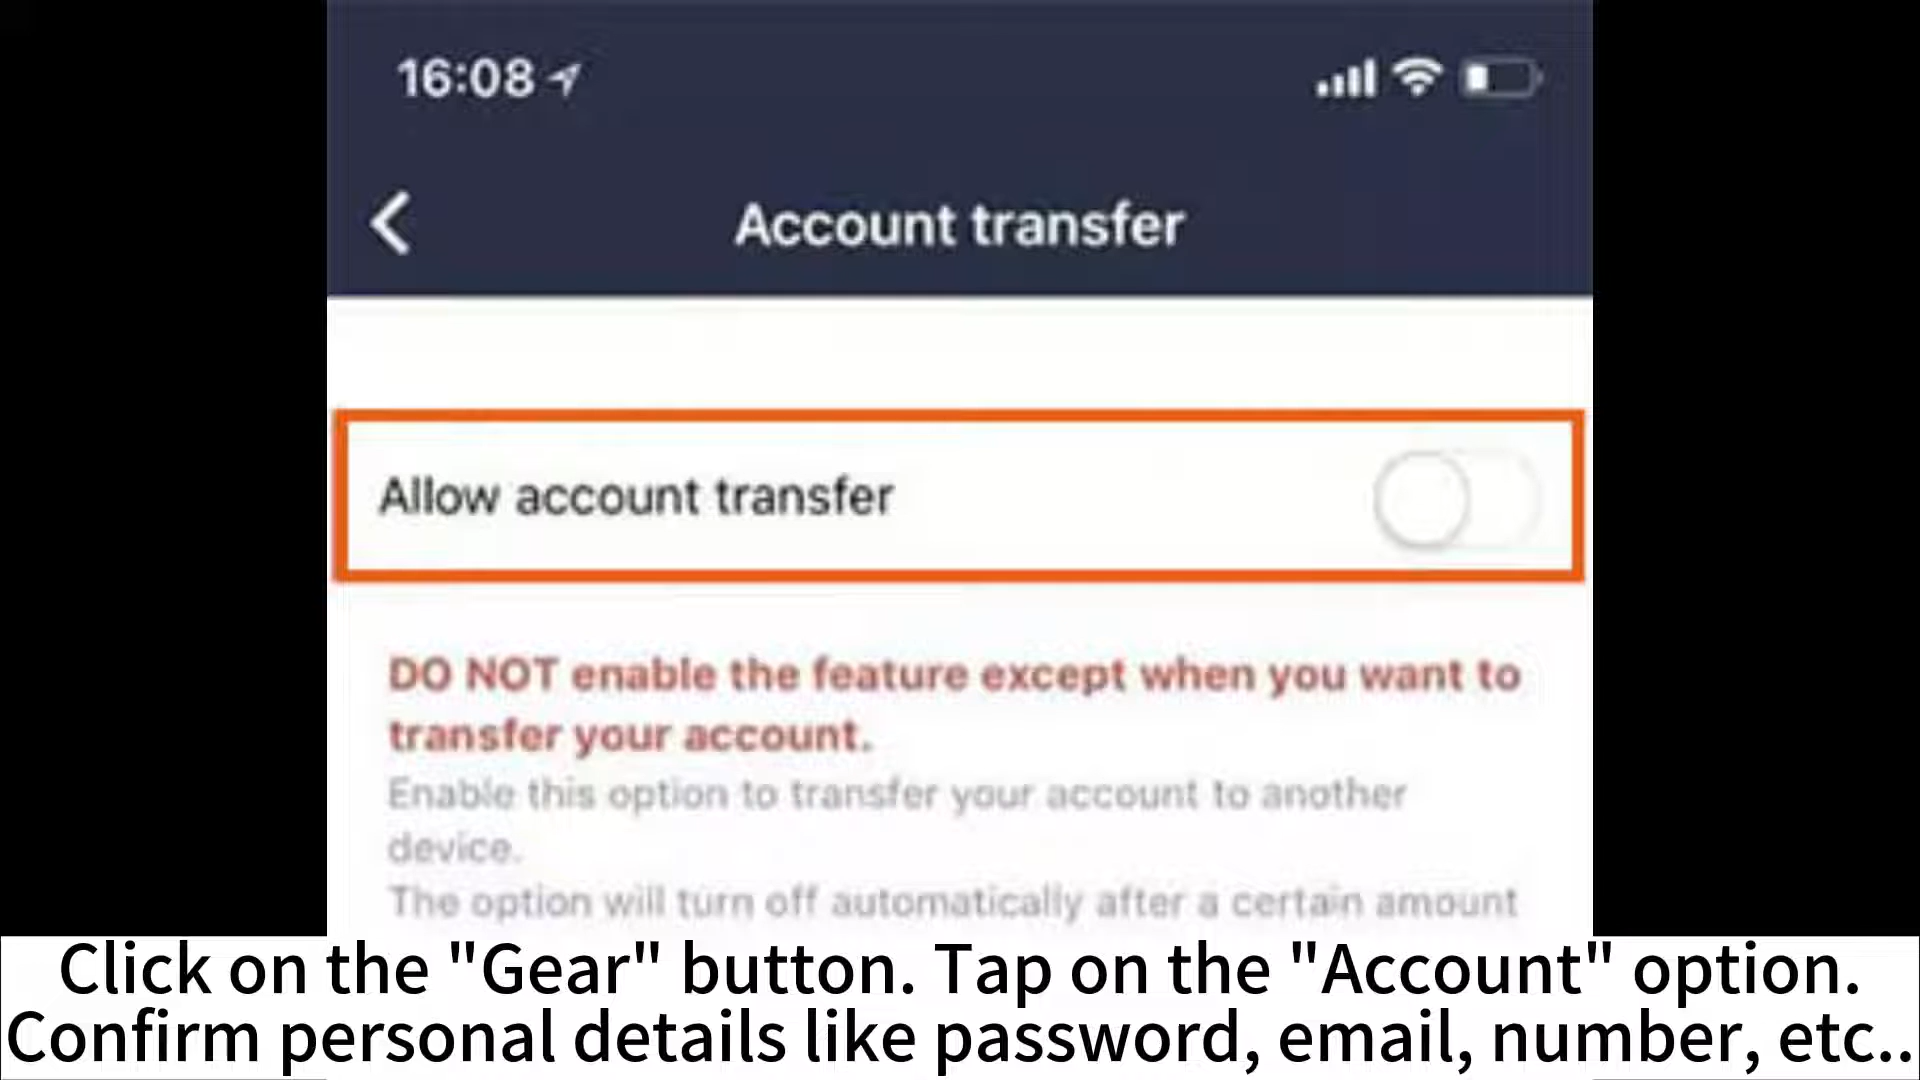 16:08
Account transfer
Allow account transfer
DO NOT enable the feature except when you want to
transfer your account.
Enable this option to transfer your account to another
device.
The option will turn off automatically after a certain amount
Click on the "Gear" button. Tap on the "Account" option.
Confirm personal details like password, email, number, etc..